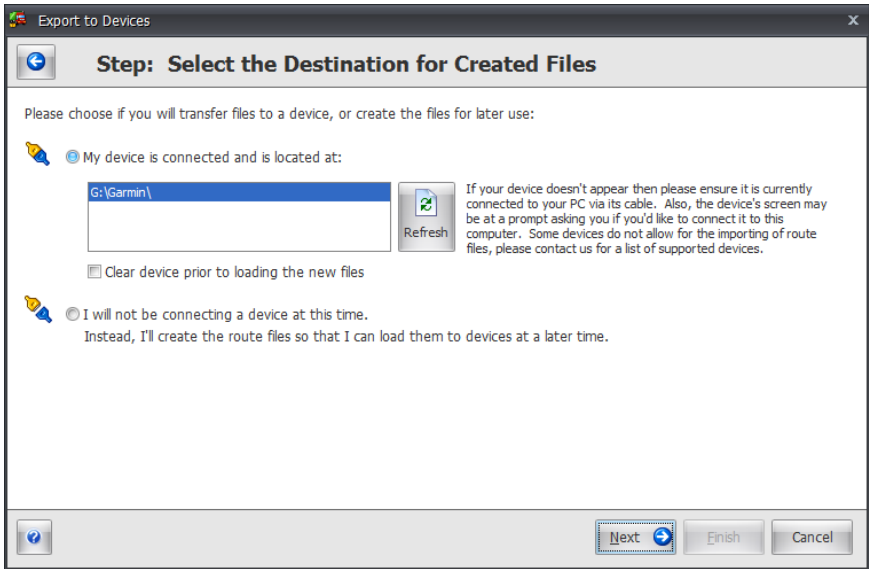 Export to Devices
x
Step: Select the Destination for Created Files
Please choose if you will transfer files to a device, or create the files for later use:
My device is connected and is located at:
G:\Garmin\
Refresh
If your device doesn't appear then please ensure it is currently
connected to your PC via its cable. Also, the device's screen may
be at a prompt asking you if you'd like to connect it to this
computer. Some devices do not allow for the importing of route
files, please contact us for a list of supported devices.
Clear device prior to loading the new files
I will not be connecting a device at this time.
Instead, I'll create the route files so that I can load them to devices at a later time.
?
Next
Finish
Cancel